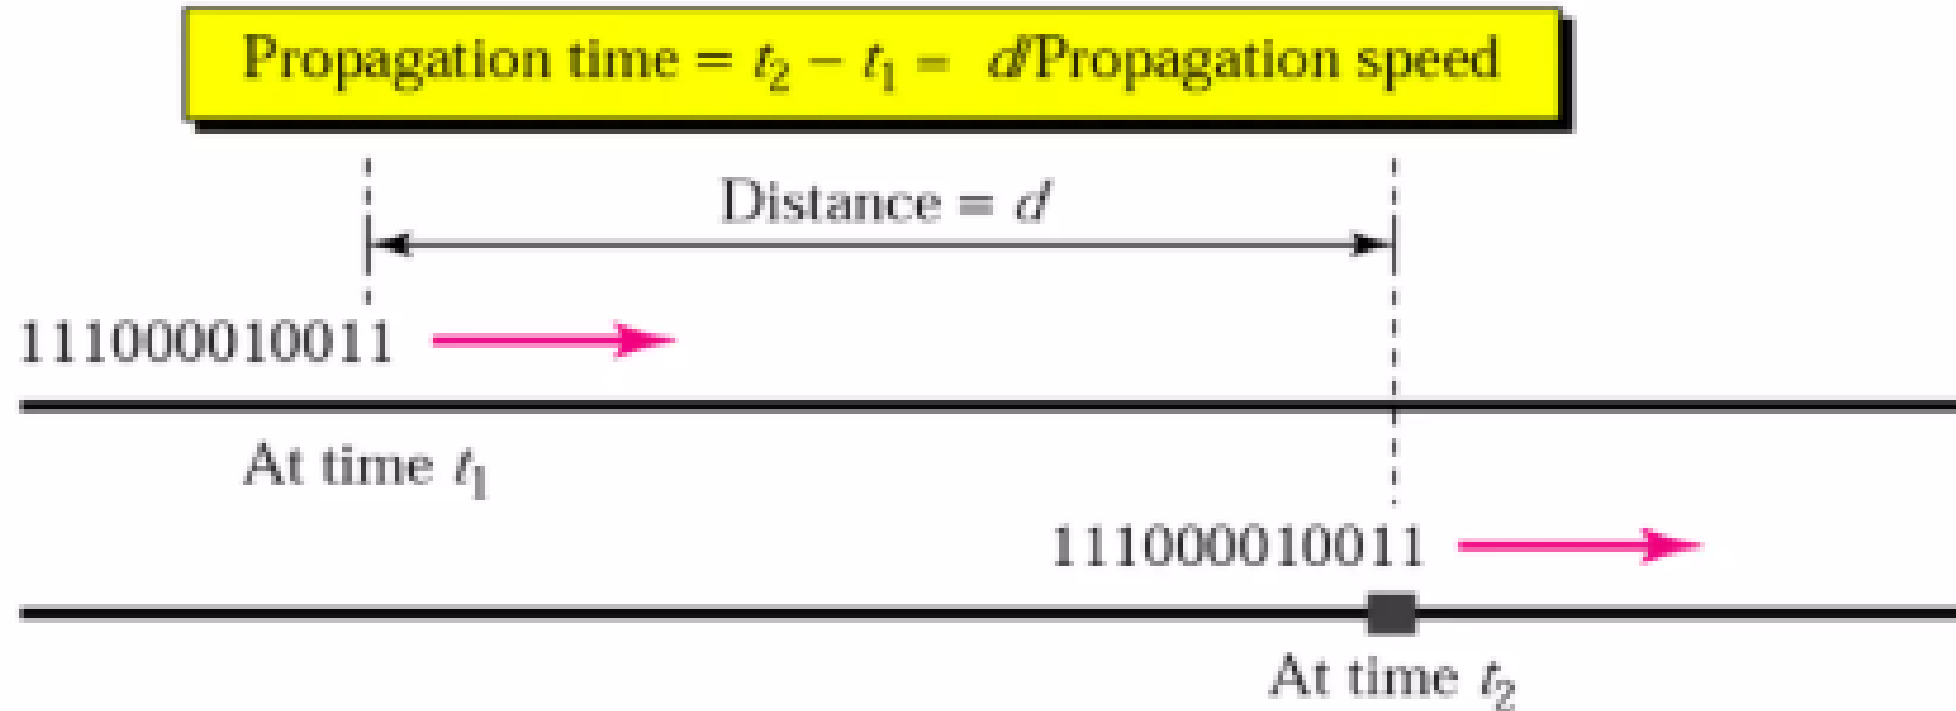 Propagation time = t₂ − t₁ = d/Propagation speed
Distance = d
111000010011
At time t₁
111000010011
At time t₂